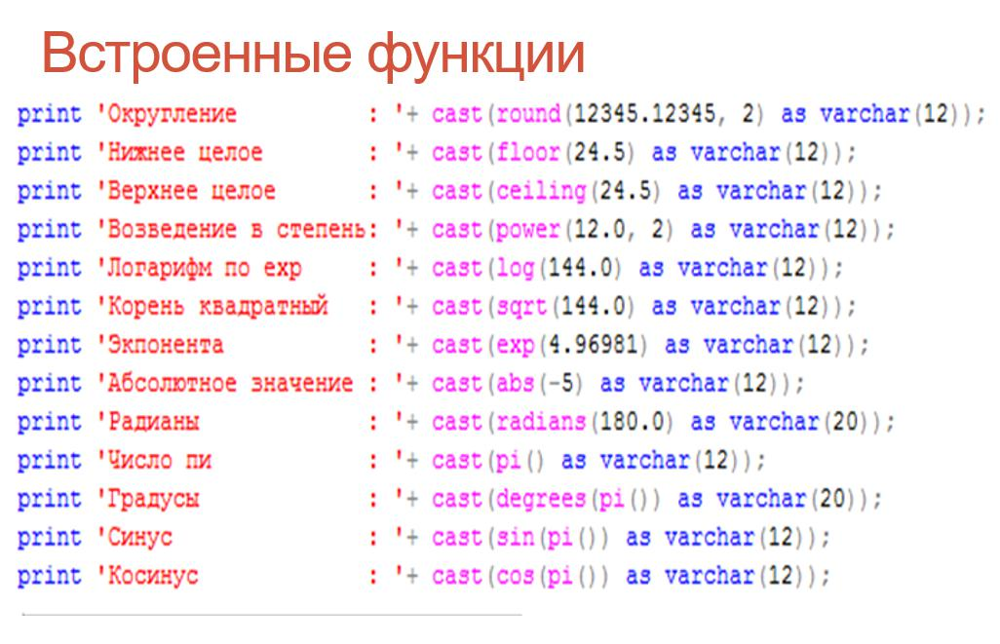 Встроенные функции
print 'Округление          : '+ cast(round(12345.12345, 2) as varchar(12));
print 'Нижнее целое        : '+ cast(floor(24.5) as varchar(12));
print 'Верхнее целое       : '+ cast(ceiling(24.5) as varchar(12));
print 'Возведение в степень: '+ cast(power(12.0, 2) as varchar(12));
print 'Логарифм по exp     : '+ cast(log(144.0) as varchar(12));
print 'Корень квадратный   : '+ cast(sqrt(144.0) as varchar(12));
print 'Экпонента           : '+ cast(exp(4.96981) as varchar(12));
print 'Абсолютное значение : '+ cast(abs(-5) as varchar(12));
print 'Радианы             : '+ cast(radians(180.0) as varchar(20));
print 'Число пи            : '+ cast(pi() as varchar(12));
print 'Градусы             : '+ cast(degrees(pi()) as varchar(20));
print 'Синус               : '+ cast(sin(pi()) as varchar(12));
print 'Косинус             : '+ cast(cos(pi()) as varchar(12));